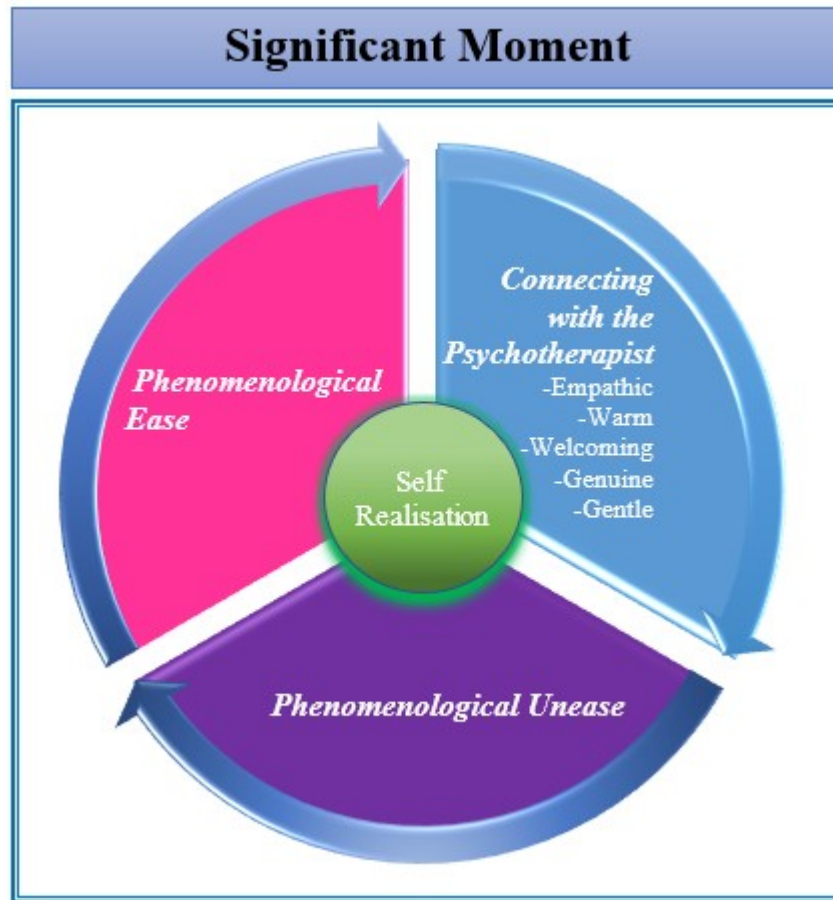 Significant Moment
Connecting
with the
Psychotherapist
-Empathic
-Warm
-Welcoming
-Genuine
-Gentle
Phenomenological
Ease
Self
Realisation
Phenomenological Unease